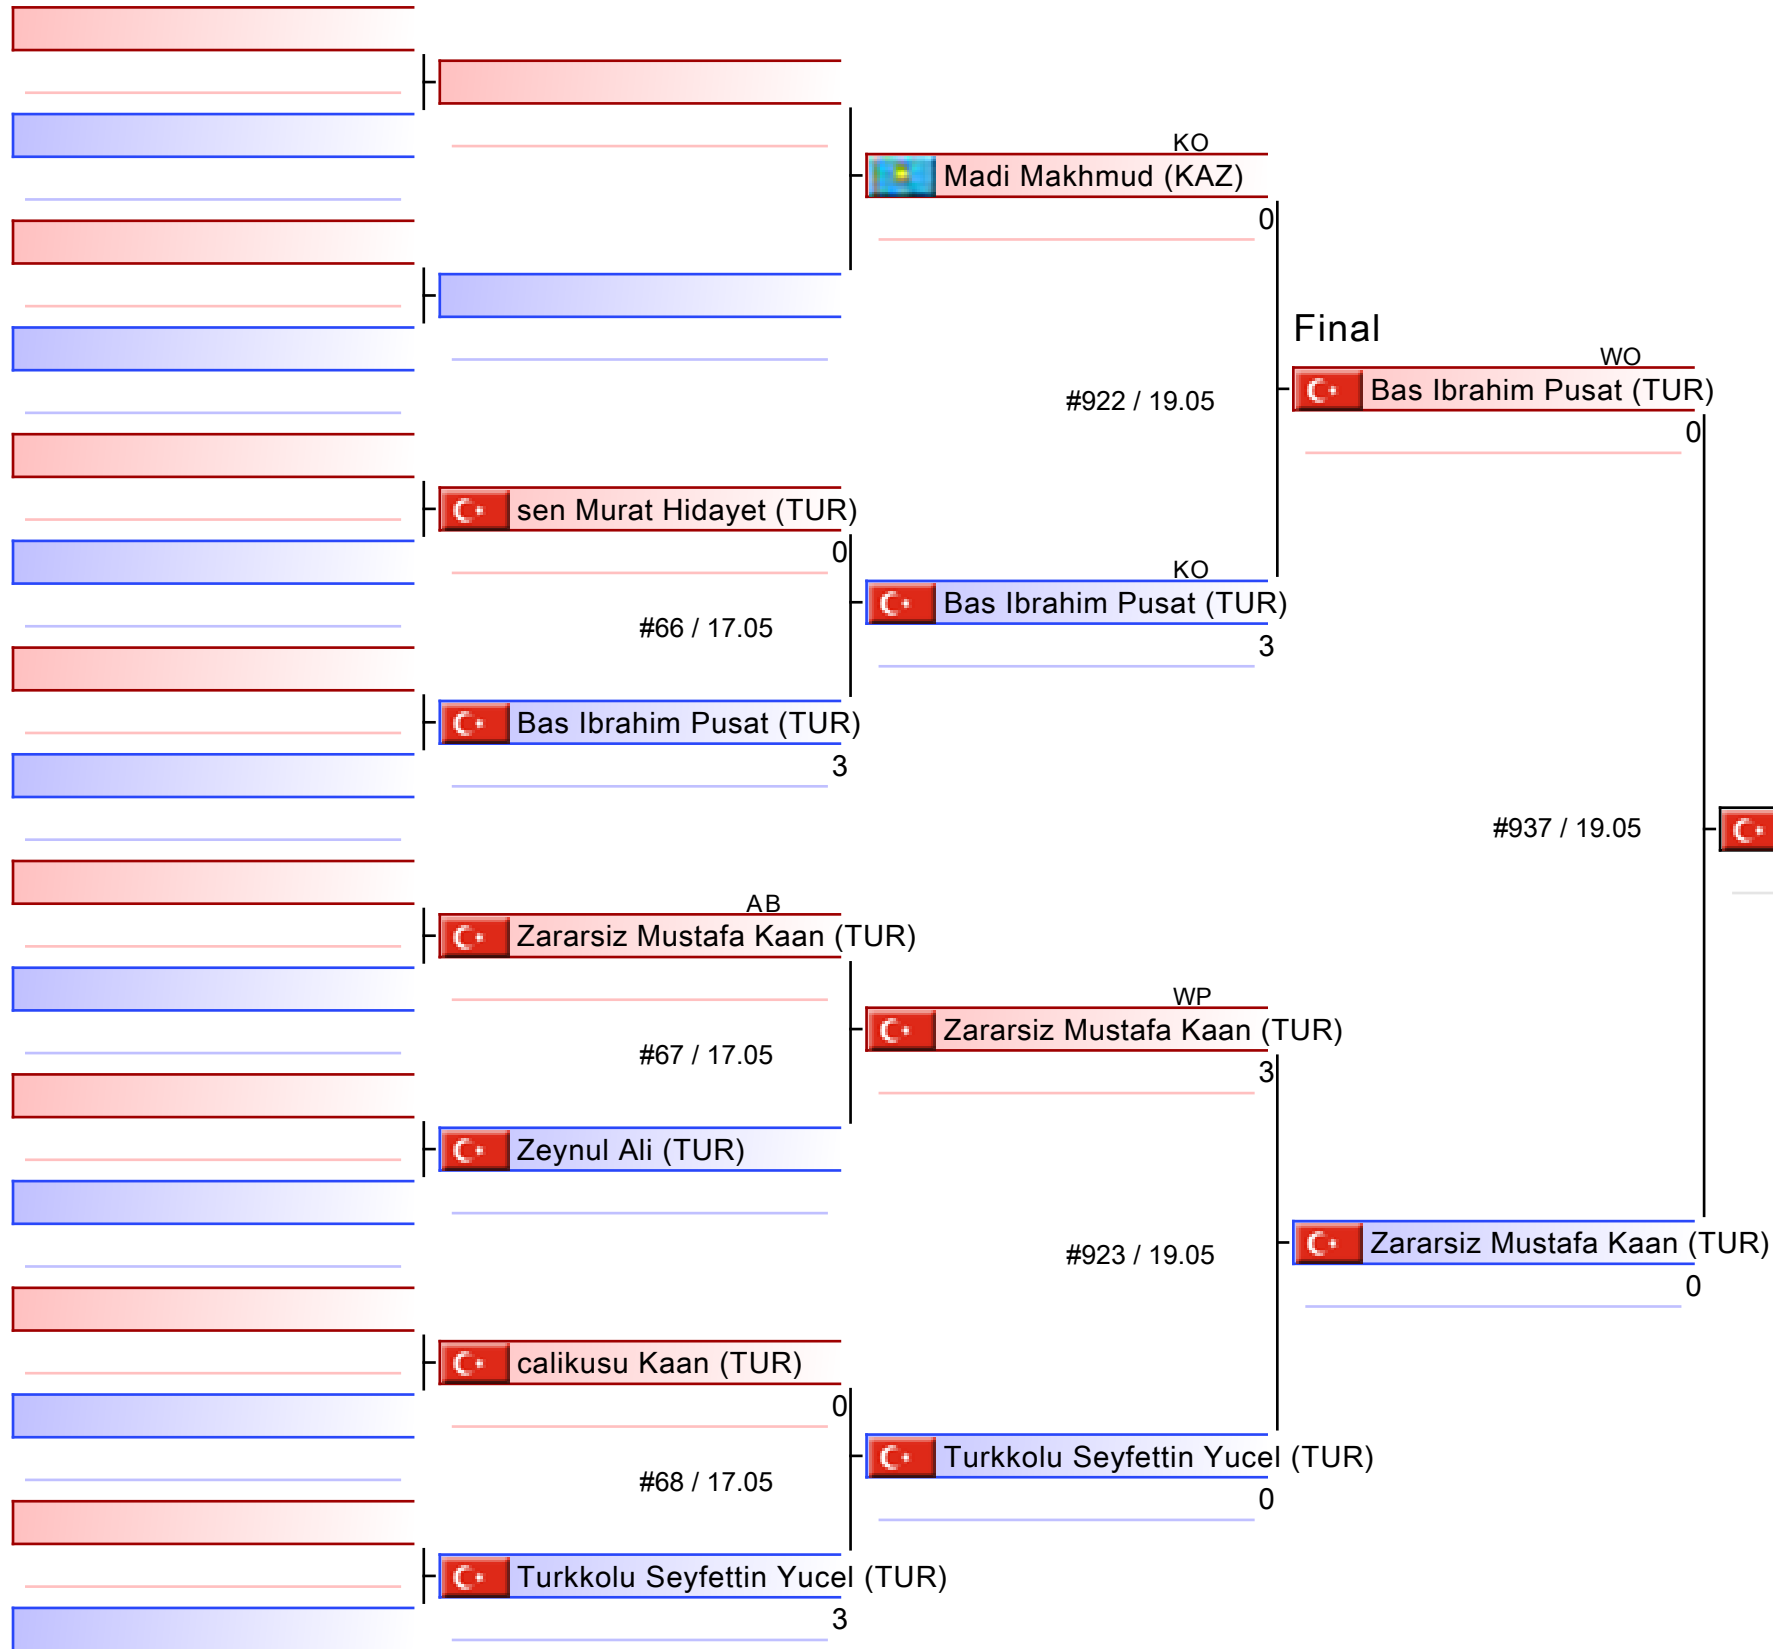 KO
Madi Makhmud (KAZ)
0
Final
WO
#922 / 19.05
Bas Ibrahim Pusat (TUR)
0
sen Murat Hidayet (TUR)
0
KO
Bas Ibrahim Pusat (TUR)
#66 / 17.05
3
Bas Ibrahim Pusat (TUR)
3
#937 / 19.05
AB
Zararsiz Mustafa Kaan (TUR)
WP
Zararsiz Mustafa Kaan (TUR)
#67 / 17.05
3
Zeynul Ali (TUR)
#923 / 19.05
Zararsiz Mustafa Kaan (TUR)
0
calikusu Kaan (TUR)
0
Turkkolu Seyfettin Yucel (TUR)
#68 / 17.05
0
Turkkolu Seyfettin Yucel (TUR)
3